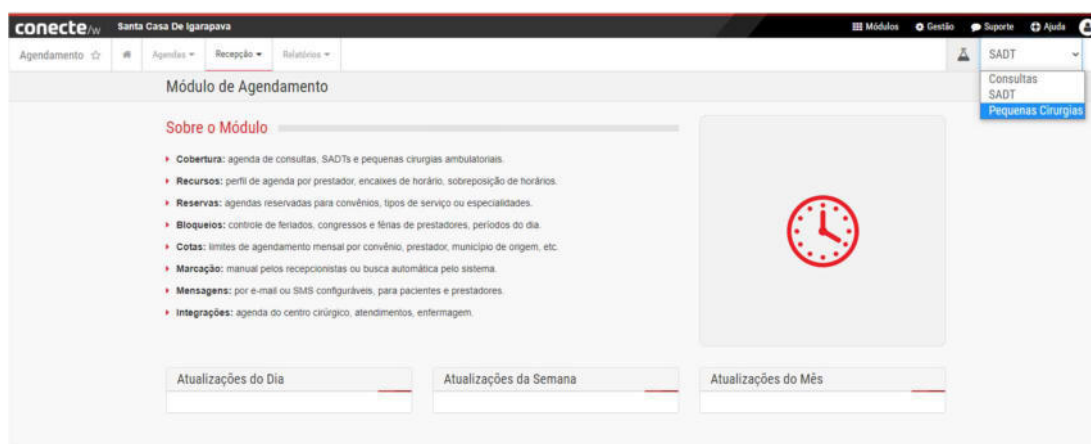 conecte/w Santa Casa De Igarapava Módulos Gestão Suporte Ajuda
Agendamento Agendas Recepção Relatórios SADT
Consultas
SADT
Pequenas Cirurgias
Módulo de Agendamento
Sobre o Módulo
Cobertura: agenda de consultas, SADTs e pequenas cirurgias ambulatoriais.
Recursos: perfil de agenda por prestador, encaixes de horário, sobreposição de horários.
Reservas: agendas reservadas para convênios, tipos de serviço ou especialidades.
Bloqueios: controle de feriados, congressos e férias de prestadores, períodos do dia.
Cotas: limites de agendamento mensal por convênio, prestador, município de origem, etc.
Marcação: manual pelos recepcionistas ou busca automática pelo sistema.
Mensagens: por e-mail ou SMS configuráveis, para pacientes e prestadores.
Integrações: agenda do centro cirúrgico, atendimentos, enfermagem.
Atualizações do Dia Atualizações da Semana Atualizações do Mês